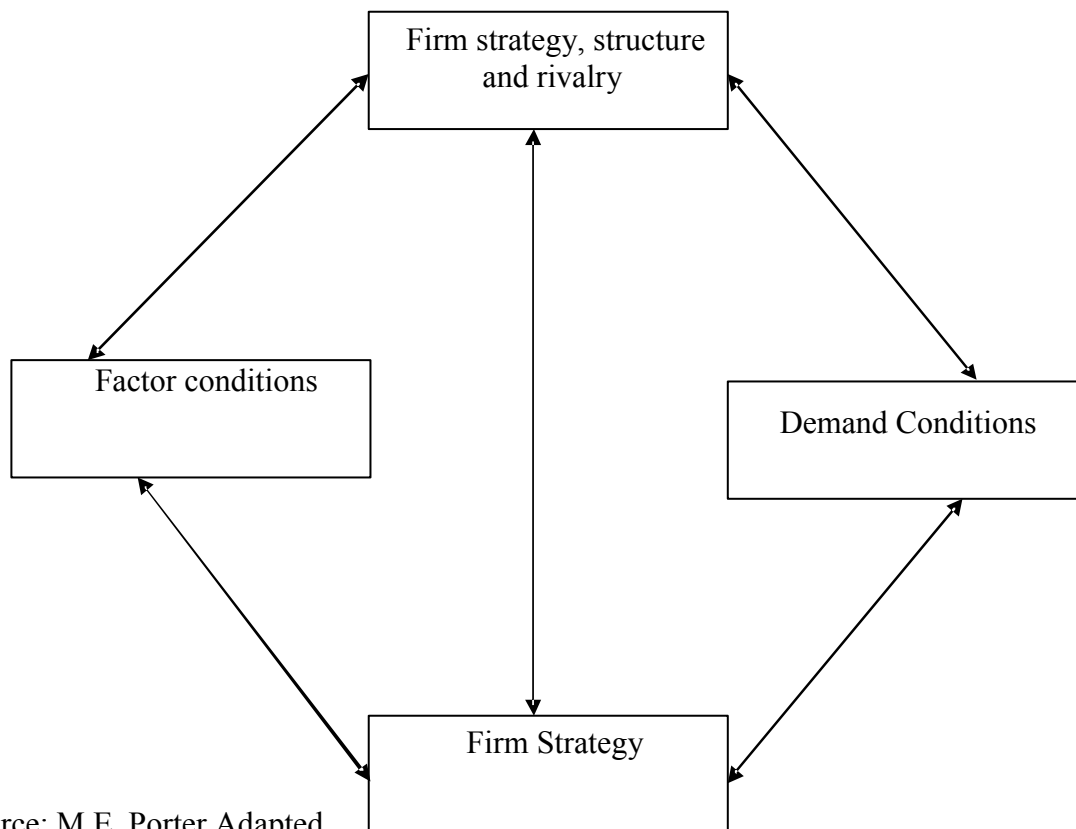 Firm strategy, structure
and rivalry
Factor conditions
Demand Conditions
Firm Strategy
rce: M.E. Porter Adapted